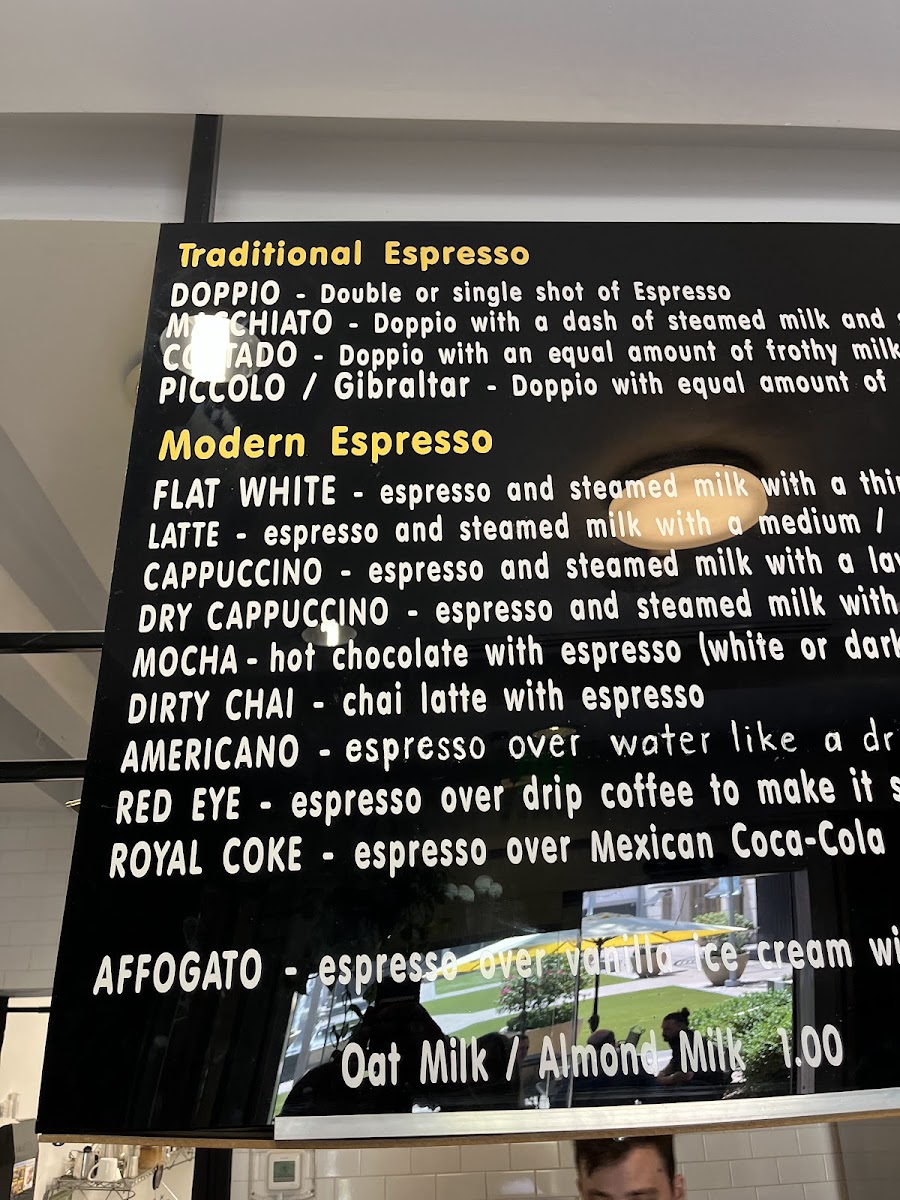 Traditional Espresso
DOPPIO - Double or single shot of Espresso
MACCHIATO - Doppio with a dash of steamed milk and
CORTADO - Doppio with an equal amount of frothy milk
PICCOLO / Gibraltar - Doppio with equal amount of
Modern Espresso
FLAT WHITE - espresso and steamed milk with a thin
LATTE - espresso and steamed milk with a medium /
CAPPUCCINO - espresso and steamed milk with a
DRY CAPPUCCINO - espresso and steamed milk with
MOCHA - hot chocolate with espresso (white or dark
DIRTY CHAI - chai latte with espresso
AMERICANO - espresso over water like a
RED EYE - espresso over drip coffee to make it
ROYAL COKE - espresso over Mexican Coca-Cola
AFFOGATO - espresso over vanilla ice cream
Oat Milk / Almond Milk 1.00